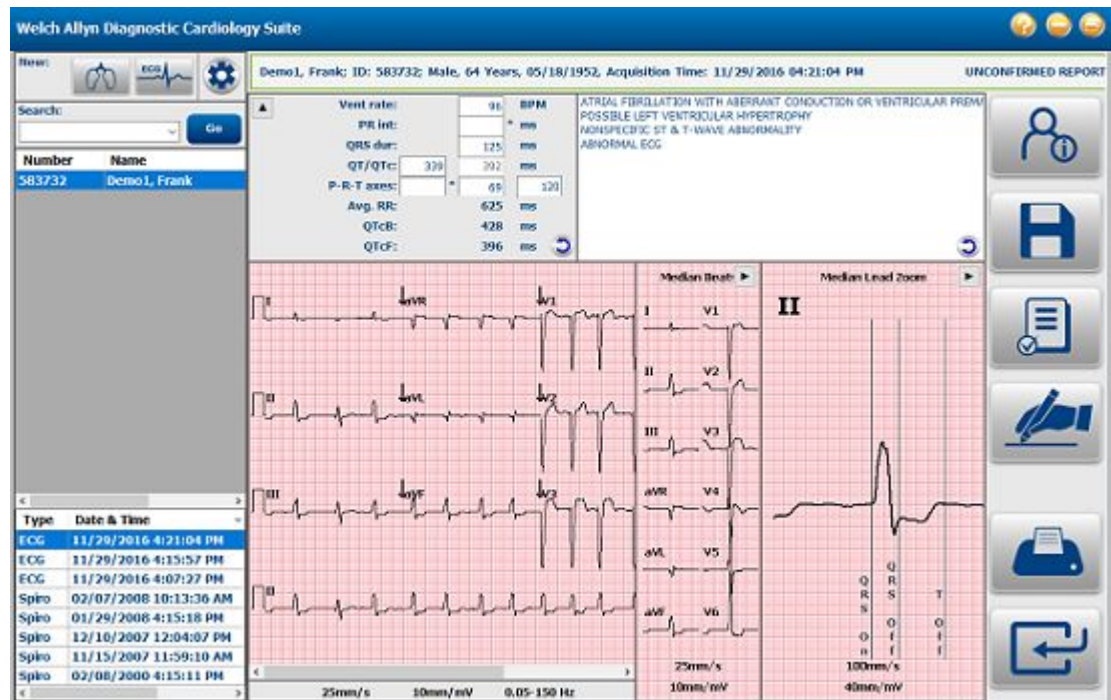 Welch Allyn Diagnostic Cardiology Suite
New:
ECG
Demo1, Frank; ID: 583732; Male, 64 Years, 05/18/1952, Acquisition Time: 11/29/2016 04:21:04 PM
UNCONFIRMED REPORT
Search:
Go
Number Name
583732 Demo1, Frank
Vent rate: 96 BPM
PR int: * ms
QRS dur: 125 ms
QT/QTc: 339 392 ms
P-R-T axes: * 69 120
Avg. RR: 625 ms
QTcB: 428 ms
QTcF: 396 ms
ATRIAL FIBRILLATION WITH ABERRANT CONDUCTION OR VENTRICULAR PREMA
POSSIBLE LEFT VENTRICULAR HYPERTROPHY
NONSPECIFIC ST & T-WAVE ABNORMALITY
ABNORMAL ECG
Type Date & Time
ECG 11/29/2016 4:21:04 PM
ECG 11/29/2016 4:15:57 PM
ECG 11/29/2016 4:07:27 PM
Spiro 02/07/2008 10:13:36 AM
Spiro 01/29/2008 4:15:18 PM
Spiro 12/10/2007 12:04:07 PM
Spiro 11/15/2007 11:59:10 AM
Spiro 02/08/2000 4:15:11 PM
I aVR V1
II aVL V2
III aVF V3
II
25mm/s 10mm/mV 0.05-150 Hz
Median Beats
I V1
II V2
III V3
aVR V4
aVL V5
aVF V6
25mm/s
10mm/mV
Median Lead Zoom
II
QRS On
QRS Off
T Off
100mm/s
40mm/mV